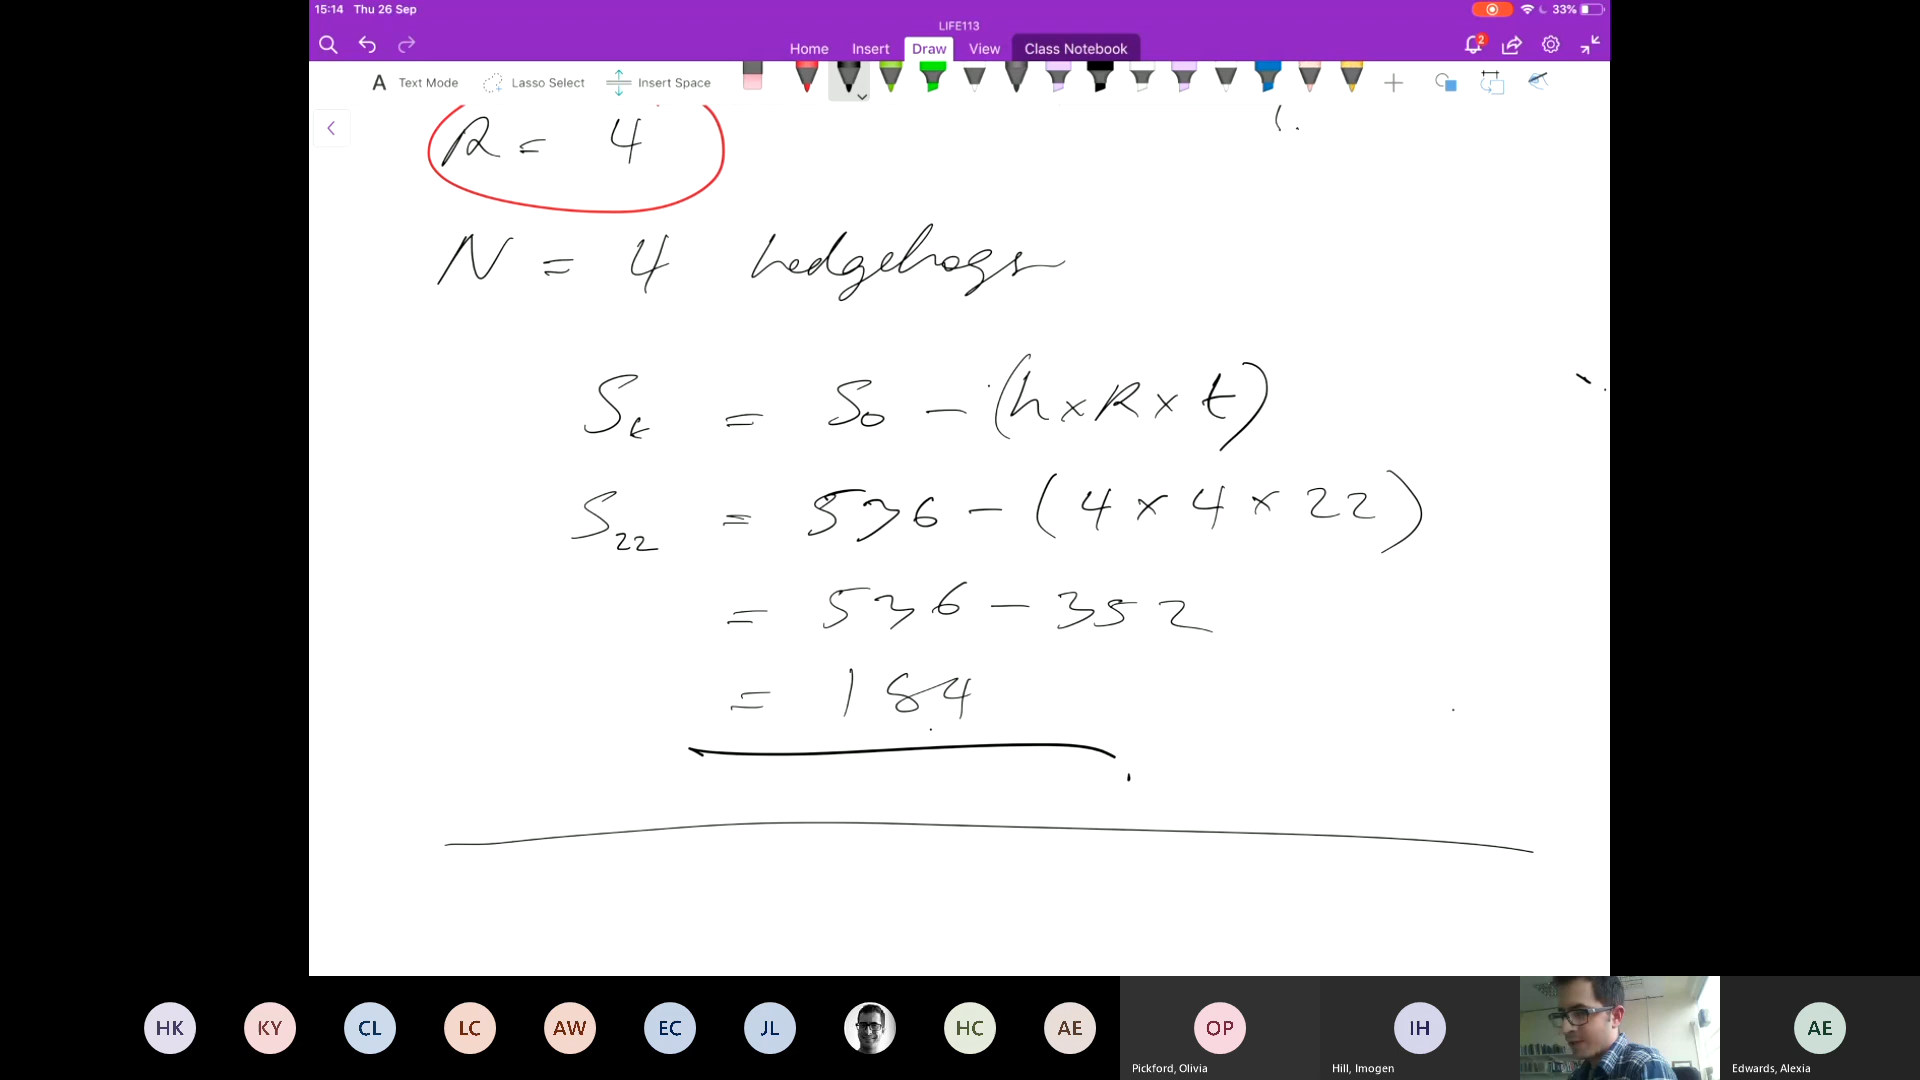 15:14 Thu 26 Sep
33%
LIFE113
Home Insert Draw View Class Notebook
2
A Text Mode Lasso Select Insert Space
R = 4
N = 4 hedgehogs
St = S0 - (h x R x t)
S22 = 536 - (4 x 4 x 22)
= 536 - 352
= 184
HK KY CL LC AW EC JL HC AE OP IH AE
Pickford, Olivia Hill, Imogen Edwards, Alexia